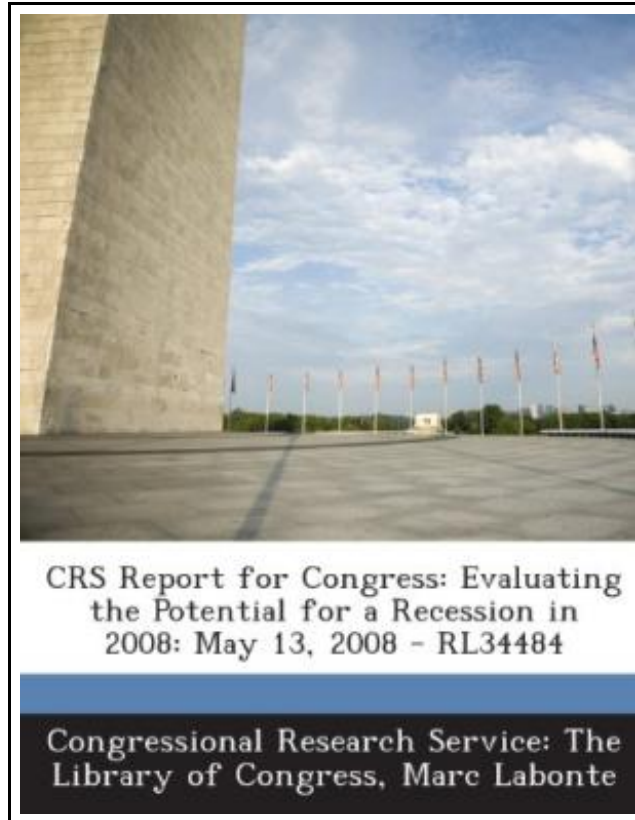 CRS Report for Congress: Evaluating
the Potential for a Recession in
2008: May 13, 2008 - RL34484
Congressional Research Service: The
Library of Congress, Marc Labonte